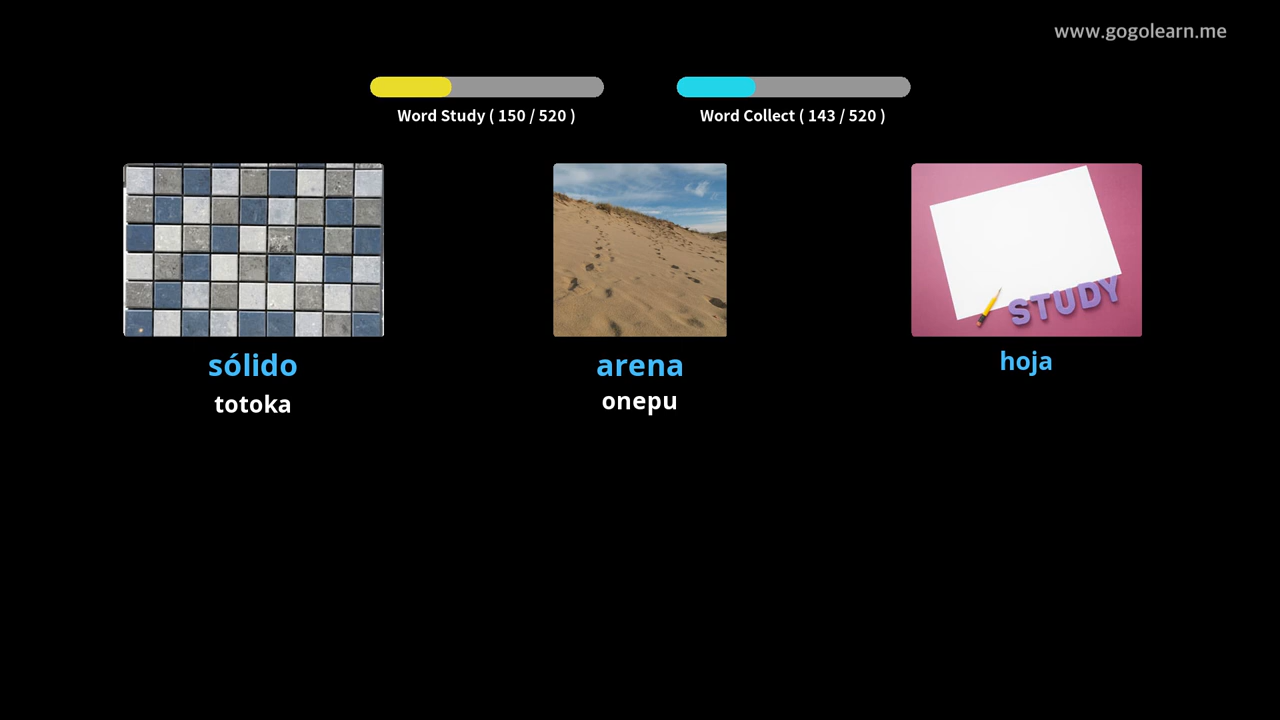 www.gogolearn.me
Word Study ( 150 / 520 )
Word Collect ( 143 / 520 )
STUDY
sólido
arena
hoja
totoka
onepu